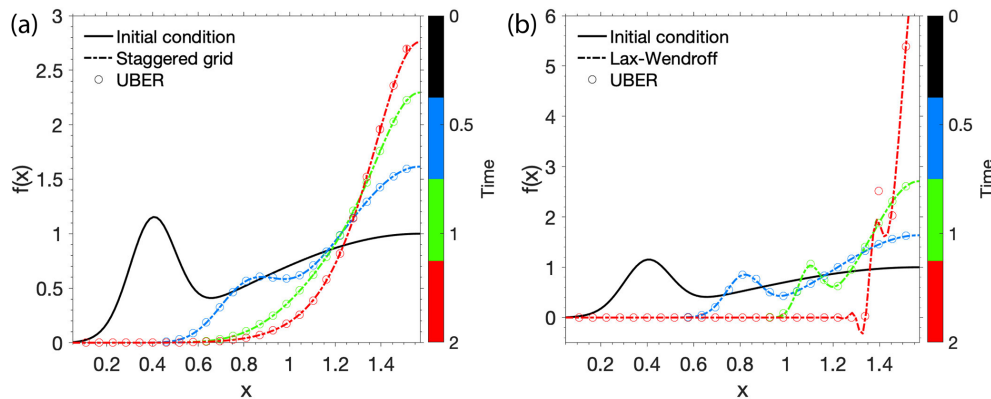 (a)
3
2.5
2
1.5
1
0.5
0
f(x)
Initial condition
Staggered grid
UBER
0.2 0.4 0.6 0.8 1 1.2 1.4
x
0
0.5
1
2
Time
(b)
6
5
4
3
2
1
0
f(x)
Initial condition
Lax-Wendroff
UBER
0.2 0.4 0.6 0.8 1 1.2 1.4
x
0
0.5
1
2
Time